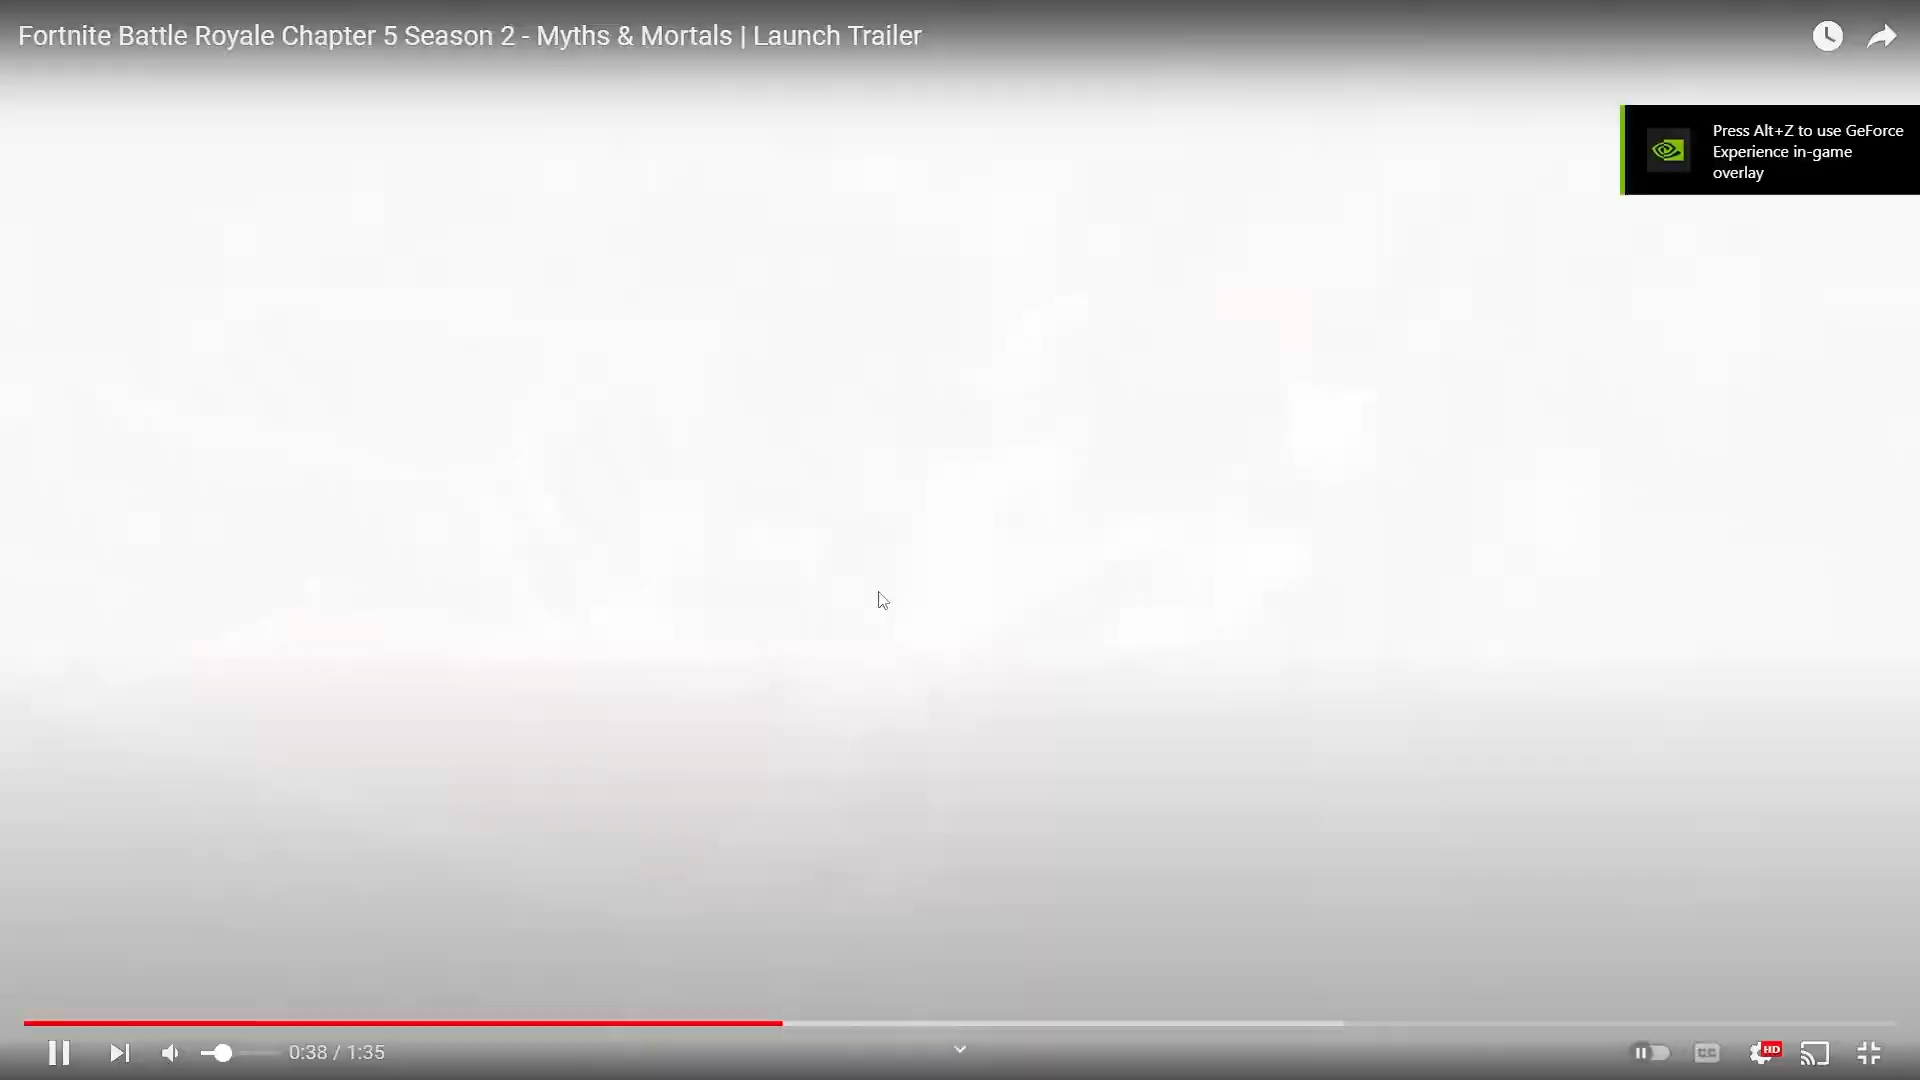 Fortnite Battle Royale Chapter 5 Season 2 - Myths & Mortals | Launch Trailer
Press Alt+Z to use GeForce
Experience in-game
overlay
0:38 / 1:35
CC
HD